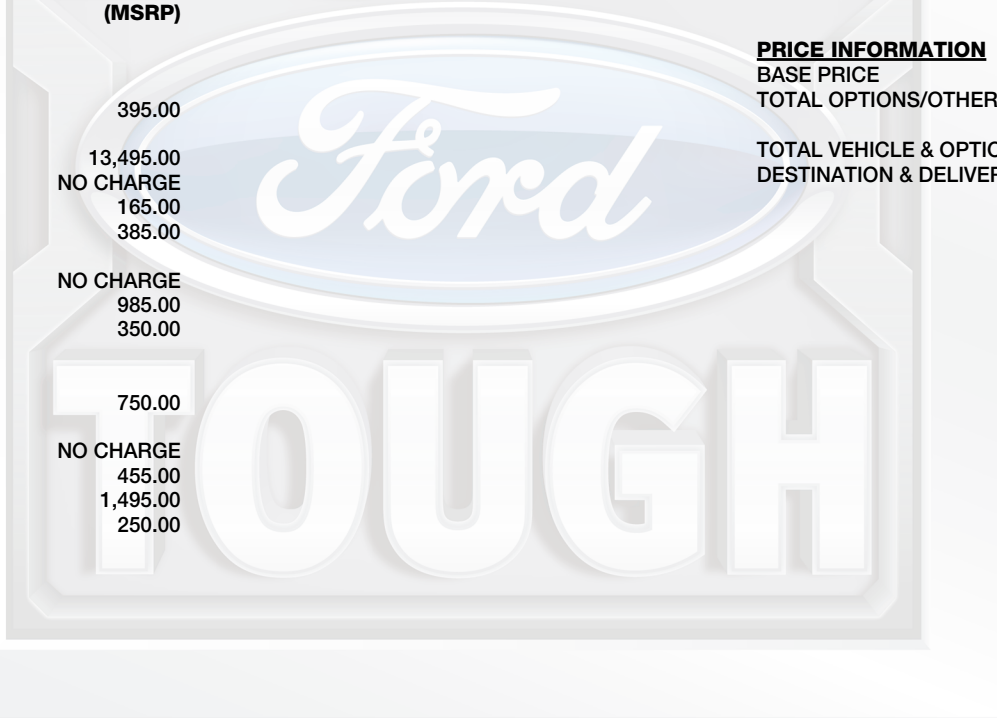 (MSRP)
395.00
13,495.00
NO CHARGE
165.00
385.00
NO CHARGE
985.00
350.00
750.00
NO CHARGE
455.00
1,495.00
250.00
PRICE INFORMATION
BASE PRICE
TOTAL OPTIONS/OTHER
TOTAL VEHICLE & OPTIO
DESTINATION & DELIVER
Ford
TOUGH